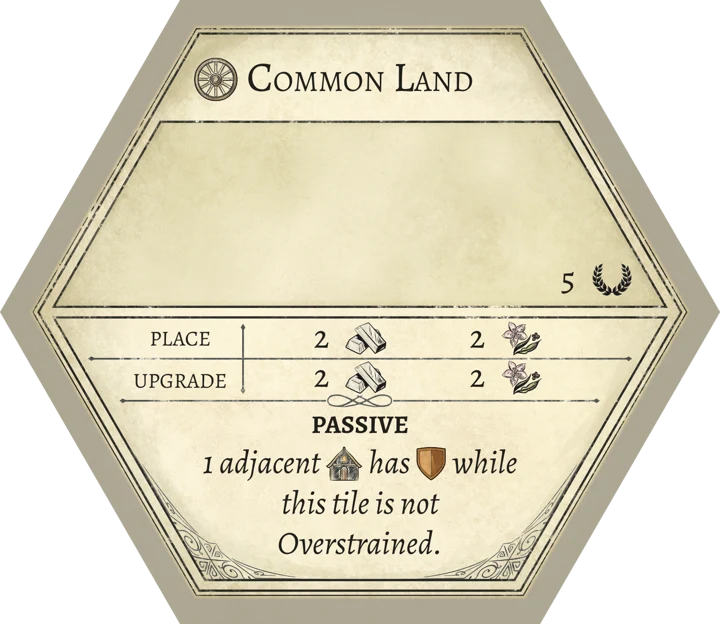 Common Land
5
PLACE 2 2
UPGRADE 2 2
PASSIVE
1 adjacent has while
this tile is not
Overstrained.